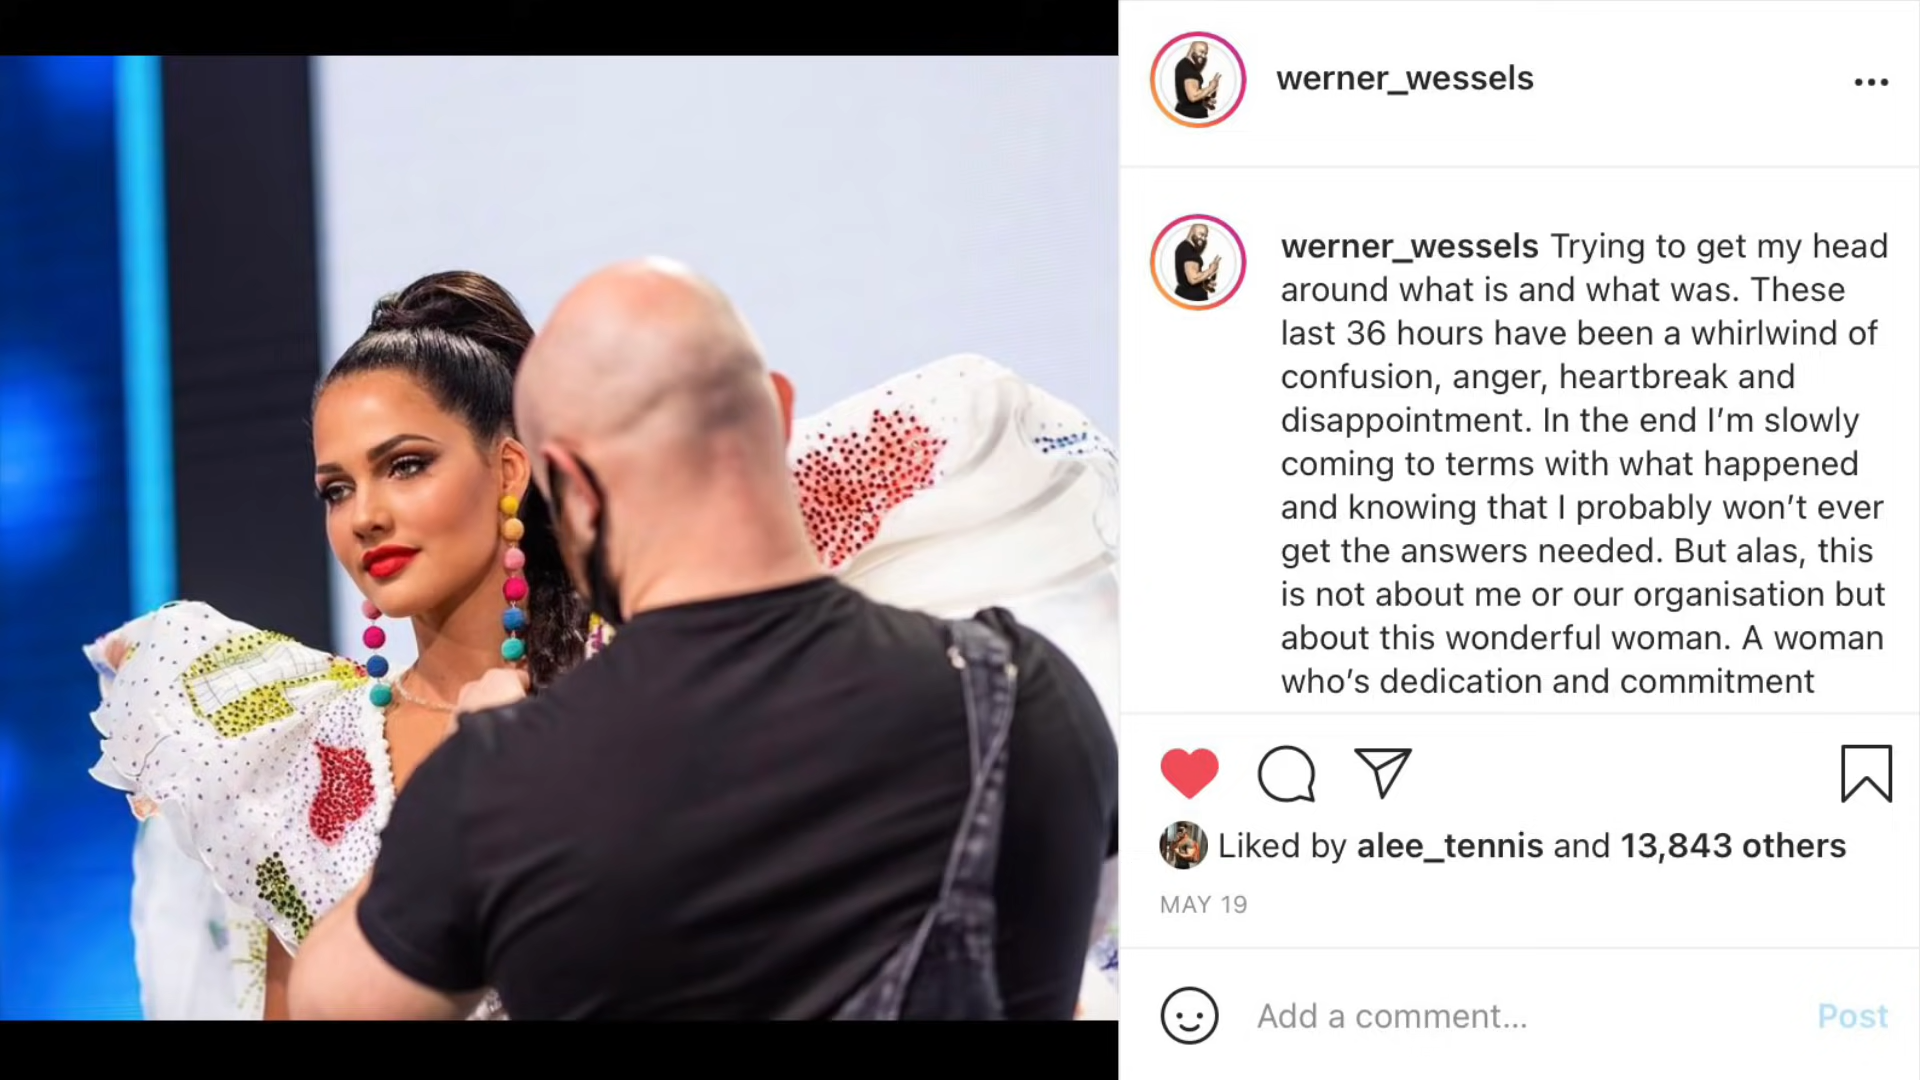 werner_wessels
werner_wessels Trying to get my head
around what is and what was. These
last 36 hours have been a whirlwind of
confusion, anger, heartbreak and
disappointment. In the end I’m slowly
coming to terms with what happened
and knowing that I probably won’t ever
get the answers needed. But alas, this
is not about me or our organisation but
about this wonderful woman. A woman
who’s dedication and commitment
Liked by alee_tennis and 13,843 others
MAY 19
Add a comment...
Post